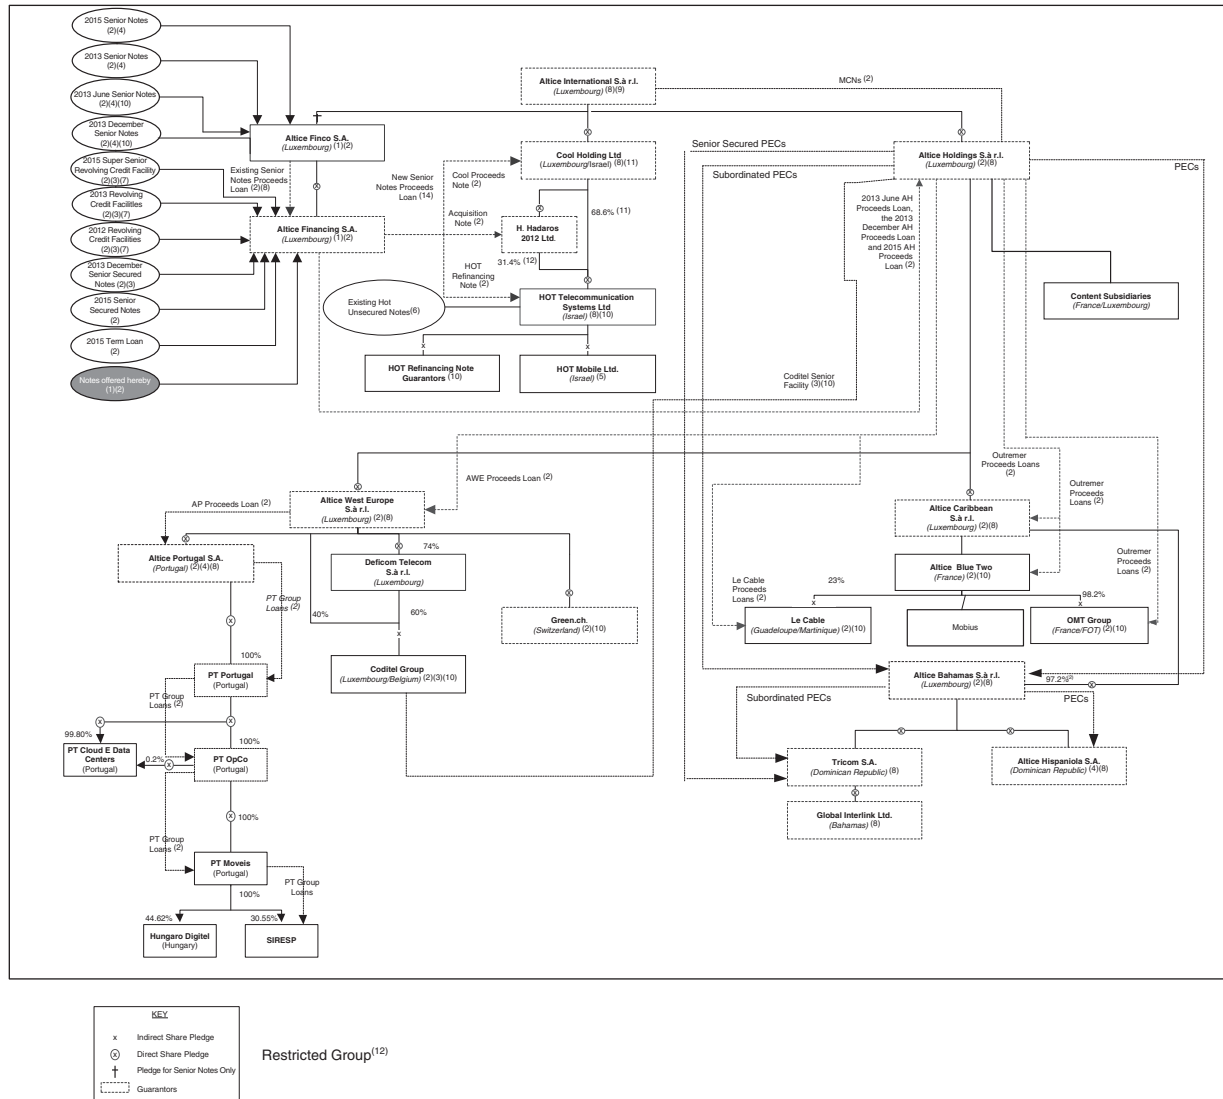 2015 Senior Notes
(2)(4)
2013 Senior Notes
(2)(4)
2013 June Senior Notes
(2)(4)(10)
2013 December
Senior Notes
(2)(4)(10)
2015 Super Senior
Revolving Credit Facility
(2)(3)(7)
2013 Revolving
Credit Facilities
(2)(3)(7)
2012 Revolving
Credit Facilities
(2)(3)(7)
2013 December
Senior Secured
Notes (2)(3)
2015 Senior
Secured Notes
(2)
2015 Term Loan
(2)
Notes offered hereby
(1)(2)
Altice Finco S.A.
(Luxembourg) (1)(2)
Existing Senior
Notes Proceeds
Loan (2)(8)
Altice Financing S.A.
(Luxembourg) (1)(2)
New Senior
Notes Proceeds
Loan (14)
Cool Proceeds
Note (2)
Acquisition
Note (2)
HOT
Refinancing
Note (2)
Altice International S.à r.l.
(Luxembourg) (8)(9)
MCNs (2)
Cool Holding Ltd
(Luxembourg/Israel) (8)(11)
68.6% (11)
H. Hadaros
2012 Ltd.
31.4% (12)
Existing Hot
Unsecured Notes(6)
HOT Telecommunication
Systems Ltd
(Israel) (8)(10)
x
x
HOT Refinancing Note
Guarantors (10)
HOT Mobile Ltd.
(Israel) (5)
Senior Secured PECs
Subordinated PECs
Altice Holdings S.à r.l.
(Luxembourg) (2)(8)
PECs
2013 June AH
Proceeds Loan,
the 2013
December AH
Proceeds Loan
and 2015 AH
Proceeds
Loan (2)
Content Subsidiaries
(France/Luxembourg)
Coditel Senior
Facility (3)(10)
AWE Proceeds Loan (2)
AP Proceeds Loan (2)
Altice West Europe
S.à r.l.
(Luxembourg) (2)(8)
Altice Portugal S.A.
(Portugal) (2)(4)(8)
PT Group
Loans (2)
74%
Deficom Telecom
S.à r.l.
(Luxembourg)
40%
60%
x
Coditel Group
(Luxembourg/Belgium) (2)(3)(10)
Green.ch.
(Switzerland) (2)(10)
Outremer
Proceeds Loans
(2)
Outremer
Proceeds
Loans (2)
Altice Caribbean
S.à r.l.
(Luxembourg) (2)(8)
Outremer
Proceeds
Loans (2)
Altice Blue Two
(France) (2)(10)
Le Cable
Proceeds
Loans (2)
23%
x
98.2%
x
Le Cable
(Guadeloupe/Martinique) (2)(10)
Mobius
OMT Group
(France/FOT) (2)(10)
Altice Bahamas S.à r.l.
(Luxembourg) (2)(8)
97.2%(2)
Subordinated PECs
PECs
Tricom S.A.
(Dominican Republic) (8)
Altice Hispaniola S.A.
(Dominican Republic) (4)(8)
Global Interlink Ltd.
(Bahamas) (8)
100%
PT Portugal
(Portugal)
PT Group
Loans (2)
99.80%
PT Cloud E Data
Centers
(Portugal)
0.2%
100%
PT OpCo
(Portugal)
100%
PT Group
Loans (2)
PT Moveis
(Portugal)
PT Group
Loans
100%
44.62%
30.55%
Hungaro Digitel
(Hungary)
SIRESP
KEY
x Indirect Share Pledge
ⓧ Direct Share Pledge
† Pledge for Senior Notes Only
Guarantors
Restricted Group(12)